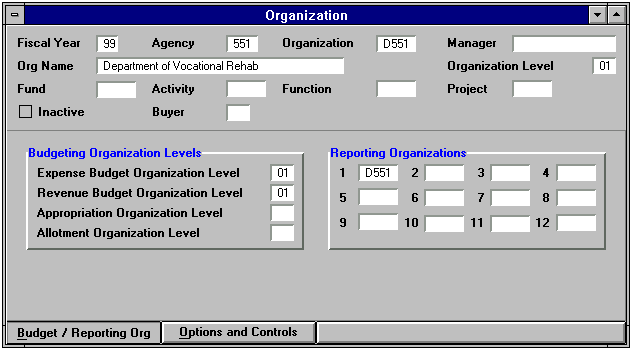 Organization
Fiscal Year 99 Agency 551 Organization D551 Manager
Org Name Department of Vocational Rehab Organization Level 01
Fund Activity Function Project
Inactive Buyer
Budgeting Organization Levels
Expense Budget Organization Level 01
Revenue Budget Organization Level 01
Appropriation Organization Level
Allotment Organization Level
Reporting Organizations
1 D551 2 3 4
5 6 7 8
9 10 11 12
Budget / Reporting Org Options and Controls